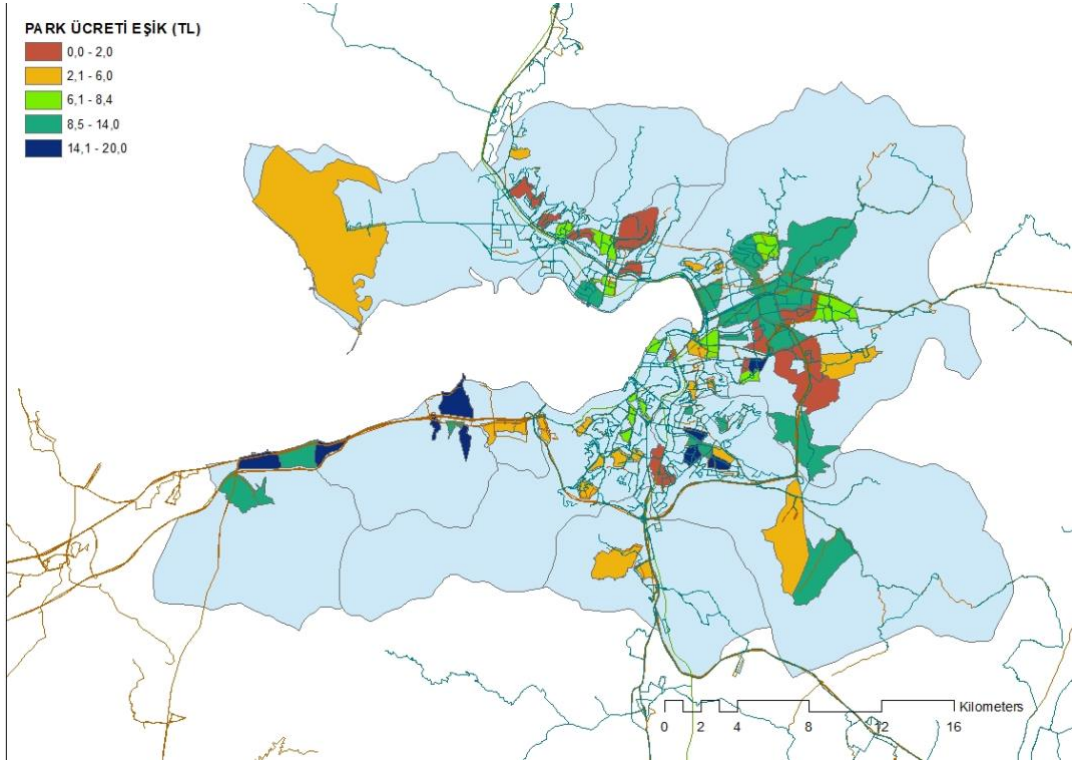 PARK ÜCRETİ EŞİK (TL)
0,0 - 2,0
2,1 - 6,0
6,1 - 8,4
8,5 - 14,0
14,1 - 20,0
Kilometers
0 2 4 8 12 16